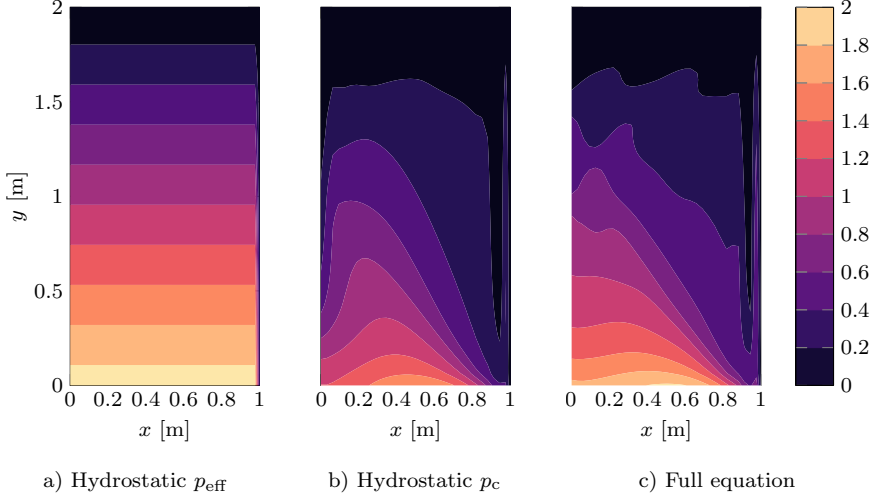 2
1.5
1
0.5
0
y [m]
0 0.2 0.4 0.6 0.8 1
x [m]
a) Hydrostatic p_eff
0 0.2 0.4 0.6 0.8 1
x [m]
b) Hydrostatic p_c
0 0.2 0.4 0.6 0.8 1
x [m]
c) Full equation
2
1.8
1.6
1.4
1.2
1
0.8
0.6
0.4
0.2
0